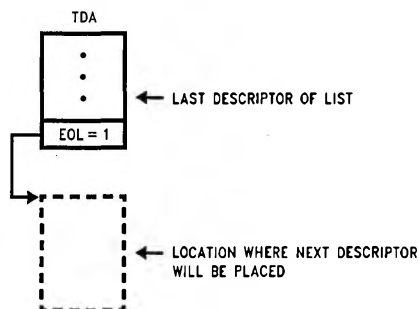 TDA
LAST DESCRIPTOR OF LIST
EOL = 1
LOCATION WHERE NEXT DESCRIPTOR
WILL BE PLACED